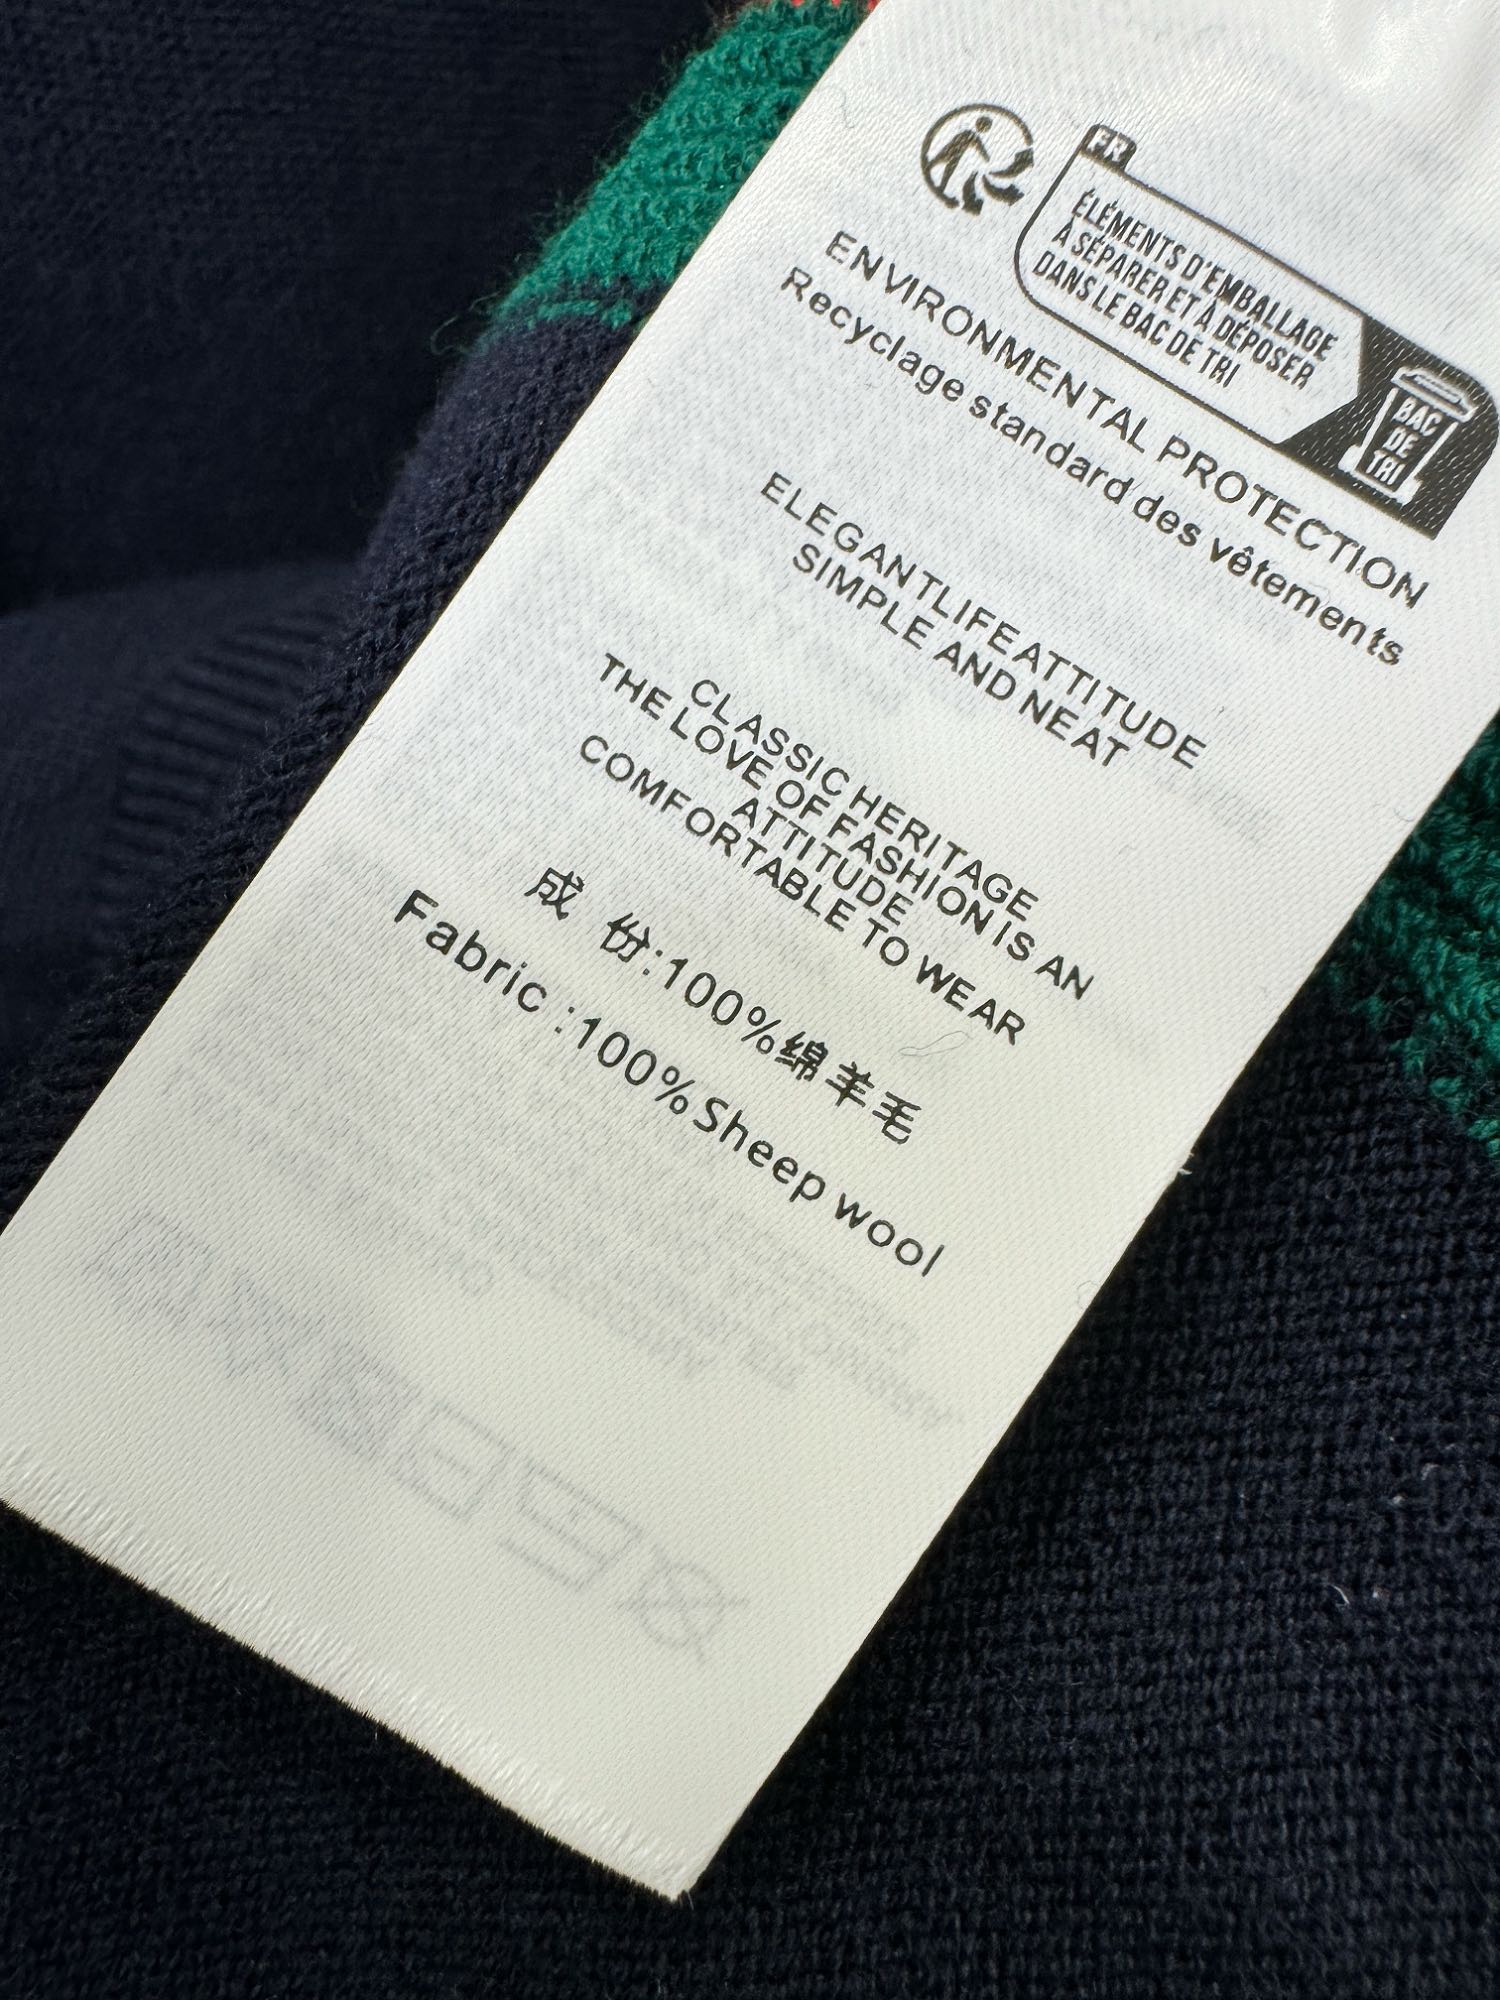 FR
ÉLÉMENTS D'EMBALLAGE
À SÉPARER ET À DÉPOSER
DANS LE BAC DE TRI
BAC
DE
TRI
ENVIRONMENTAL PROTECTION
Recyclage standard des vêtements
ELEGANTLIFEATTITUDE
SIMPLE AND NEAT
CLASSIC HERITAGE
THE LOVE OF FASHION IS AN
ATTITUDE
COMFORTABLE TO WEAR
成 份:100%绵羊毛
Fabric :100%Sheep wool